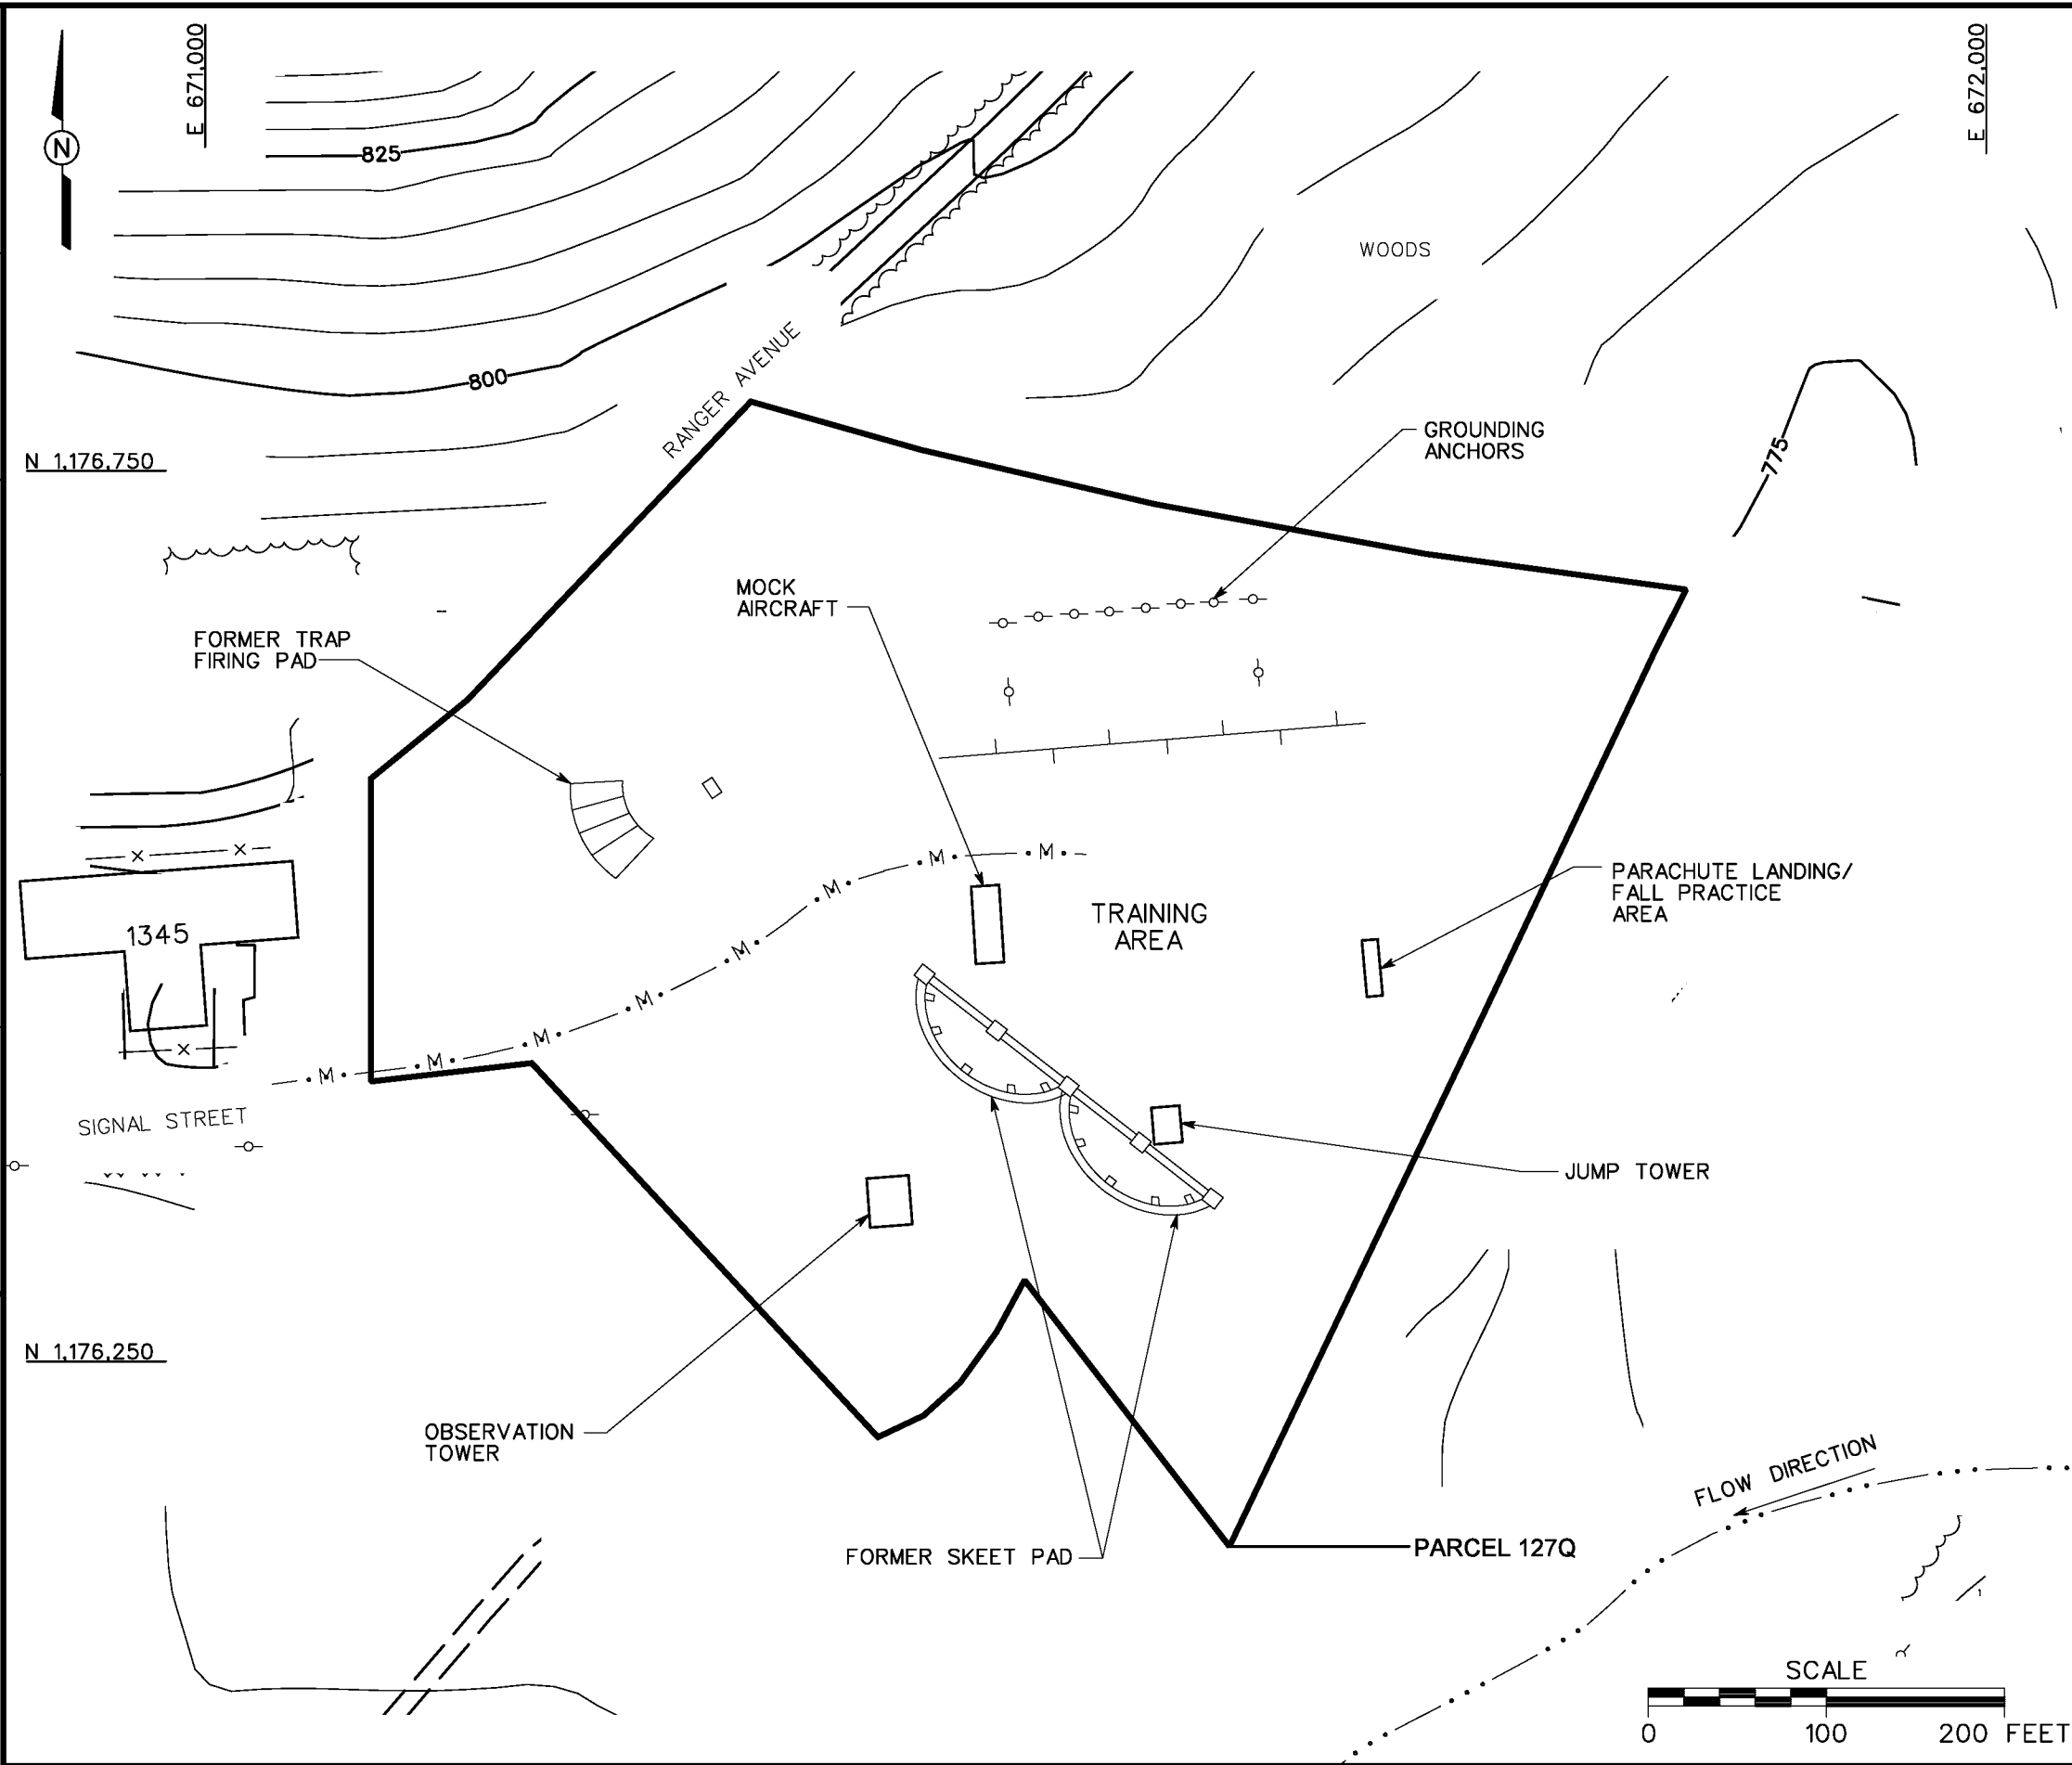 E 671,000
E 672,000
N
825
WOODS
RANGER AVENUE
800
GROUNDING
ANCHORS
775
N 1,176,750
MOCK
AIRCRAFT
FORMER TRAP
FIRING PAD
M
M
M
M
M
M
M
M
X
X
1345
X
TRAINING
AREA
PARACHUTE LANDING/
FALL PRACTICE
AREA
SIGNAL STREET
JUMP TOWER
N 1,176,250
OBSERVATION
TOWER
FLOW DIRECTION
FORMER SKEET PAD
PARCEL 127Q
SCALE
0 100 200 FEET